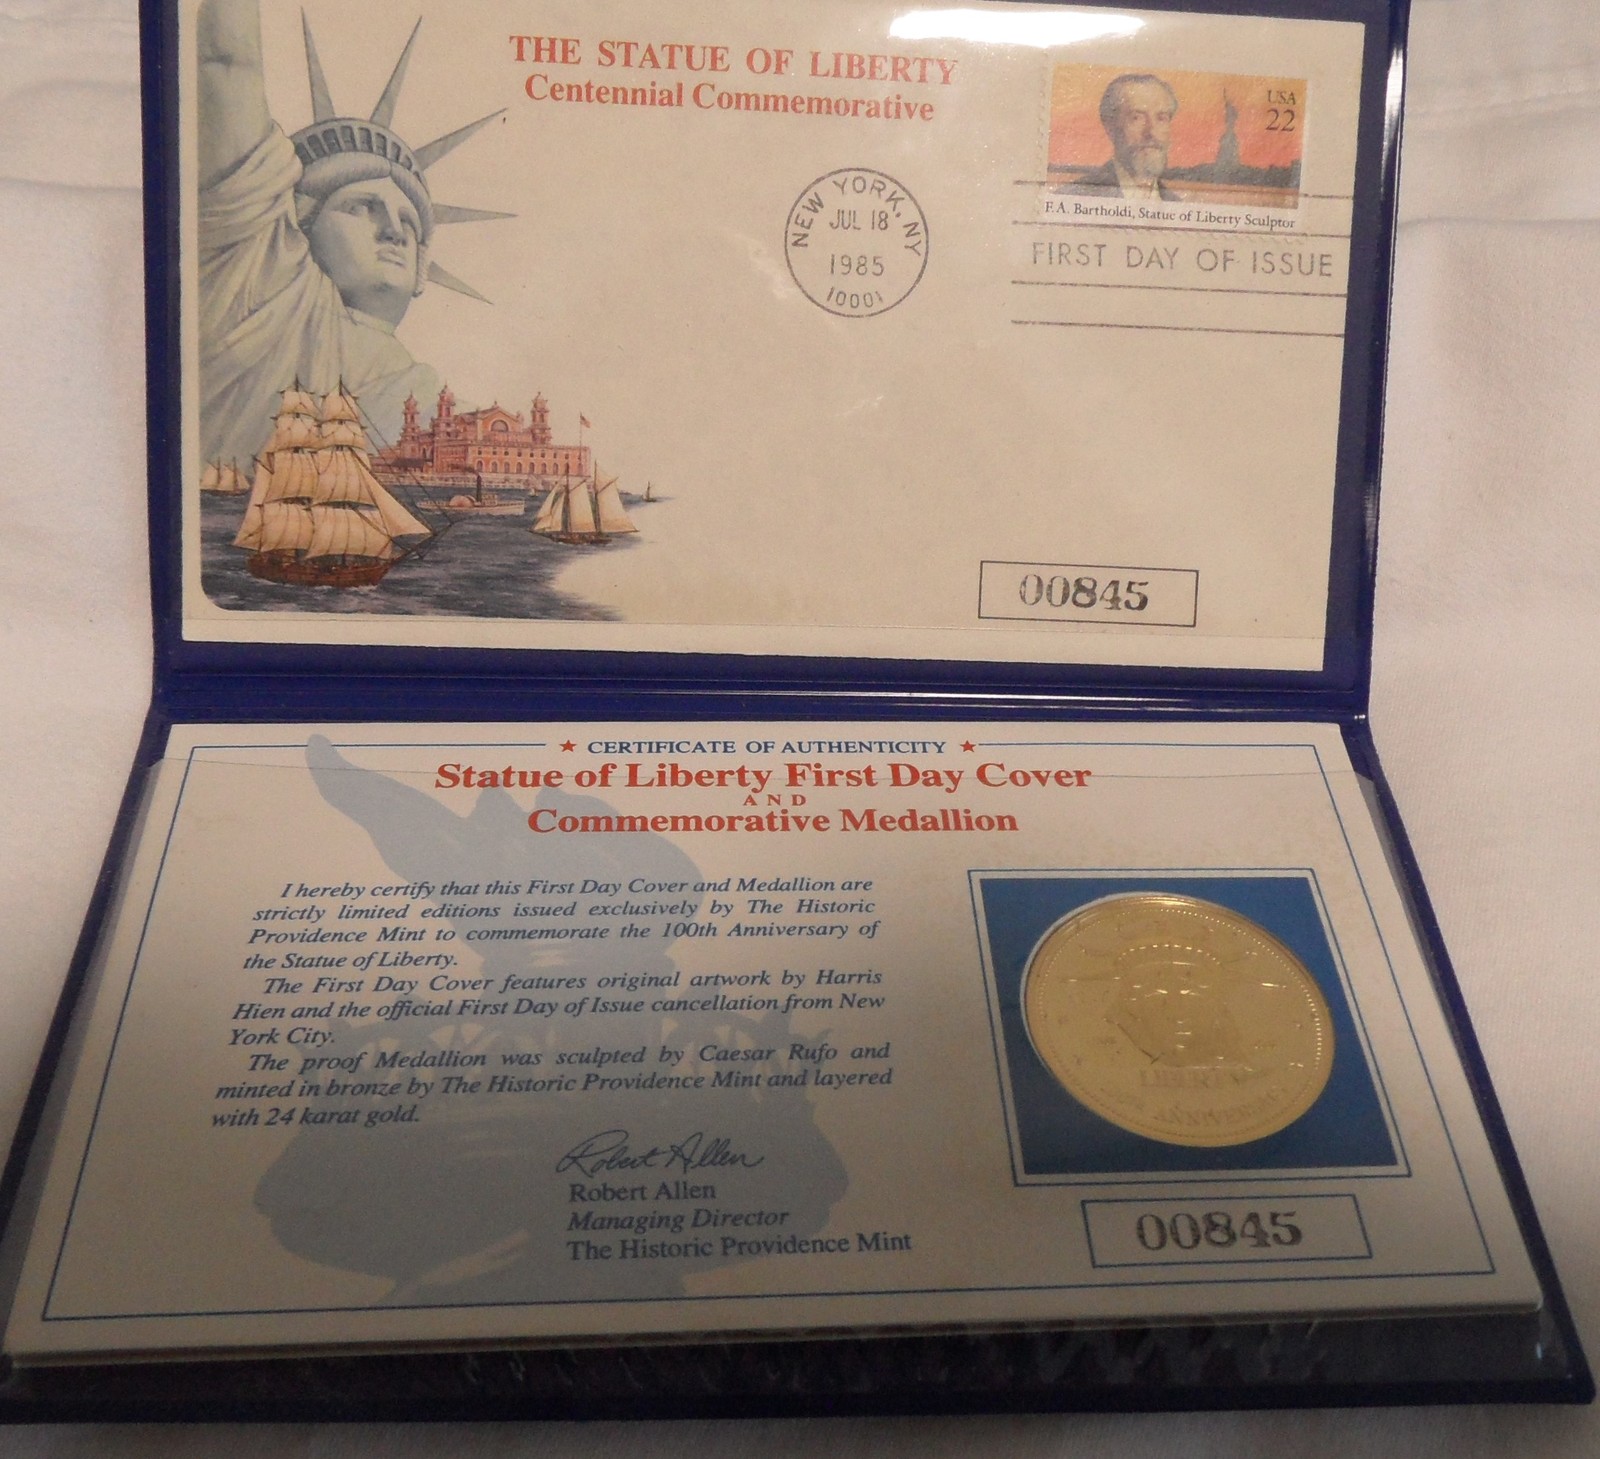 THE STATUE OF LIBERTY
Centennial Commemorative
USA
22
F.A. Bartholdi, Statue of Liberty Sculptor
NEW YORK, NY
JUL 18
1985
10001
FIRST DAY OF ISSUE
00845
★ CERTIFICATE OF AUTHENTICITY ★
Statue of Liberty First Day Cover
AND
Commemorative Medallion
I hereby certify that this First Day Cover and Medallion are
strictly limited editions issued exclusively by The Historic
Providence Mint to commemorate the 100th Anniversary of
the Statue of Liberty.
The First Day Cover features original artwork by Harris
Hien and the official First Day of Issue cancellation from New
York City.
The proof Medallion was sculpted by Caesar Rufo and
minted in bronze by The Historic Providence Mint and layered
with 24 karat gold.
Robert Allen
Robert Allen
Managing Director
The Historic Providence Mint
LIBERTY
ANNIVERSARY
00845